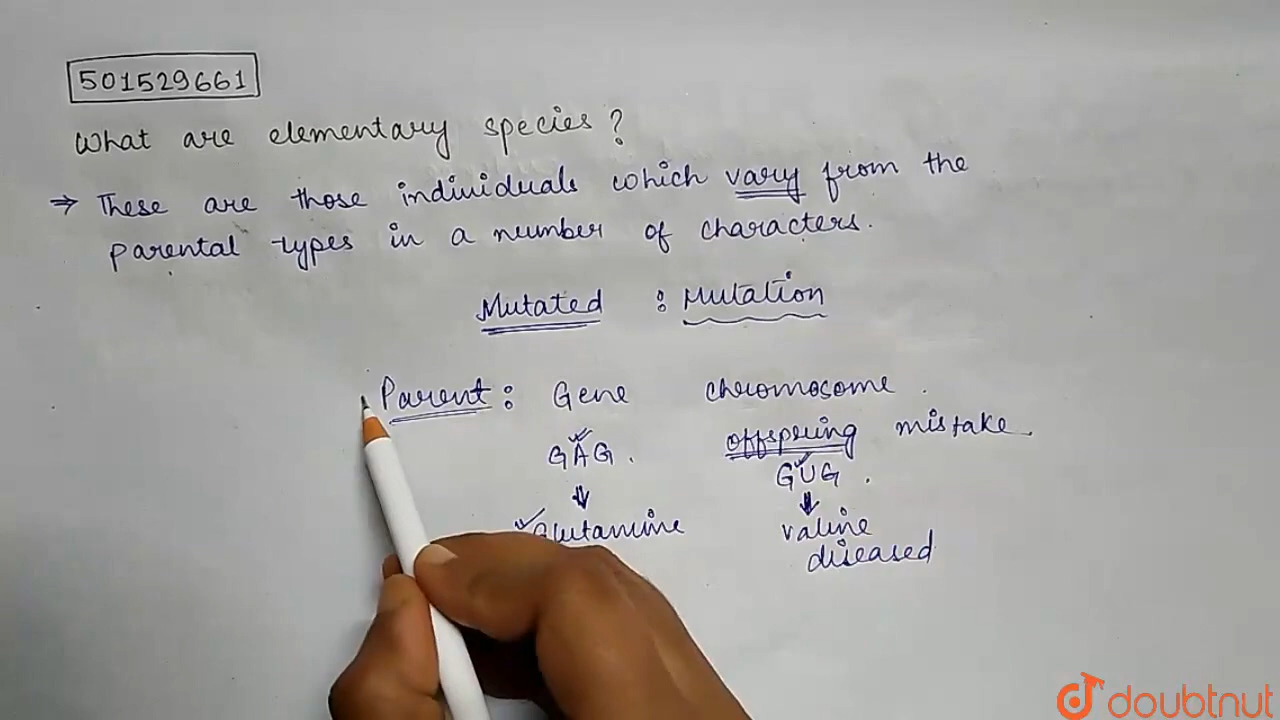 501529661
What are elementary species?
⇒ These are those individuals which vary from the
parental types in a number of characters.
Mutated : Mutation
Parent : Gene chromosome.
offspring mistake.
GAG. GUG.
↓ ↓
Glutamine valine
diseased
doubtnut